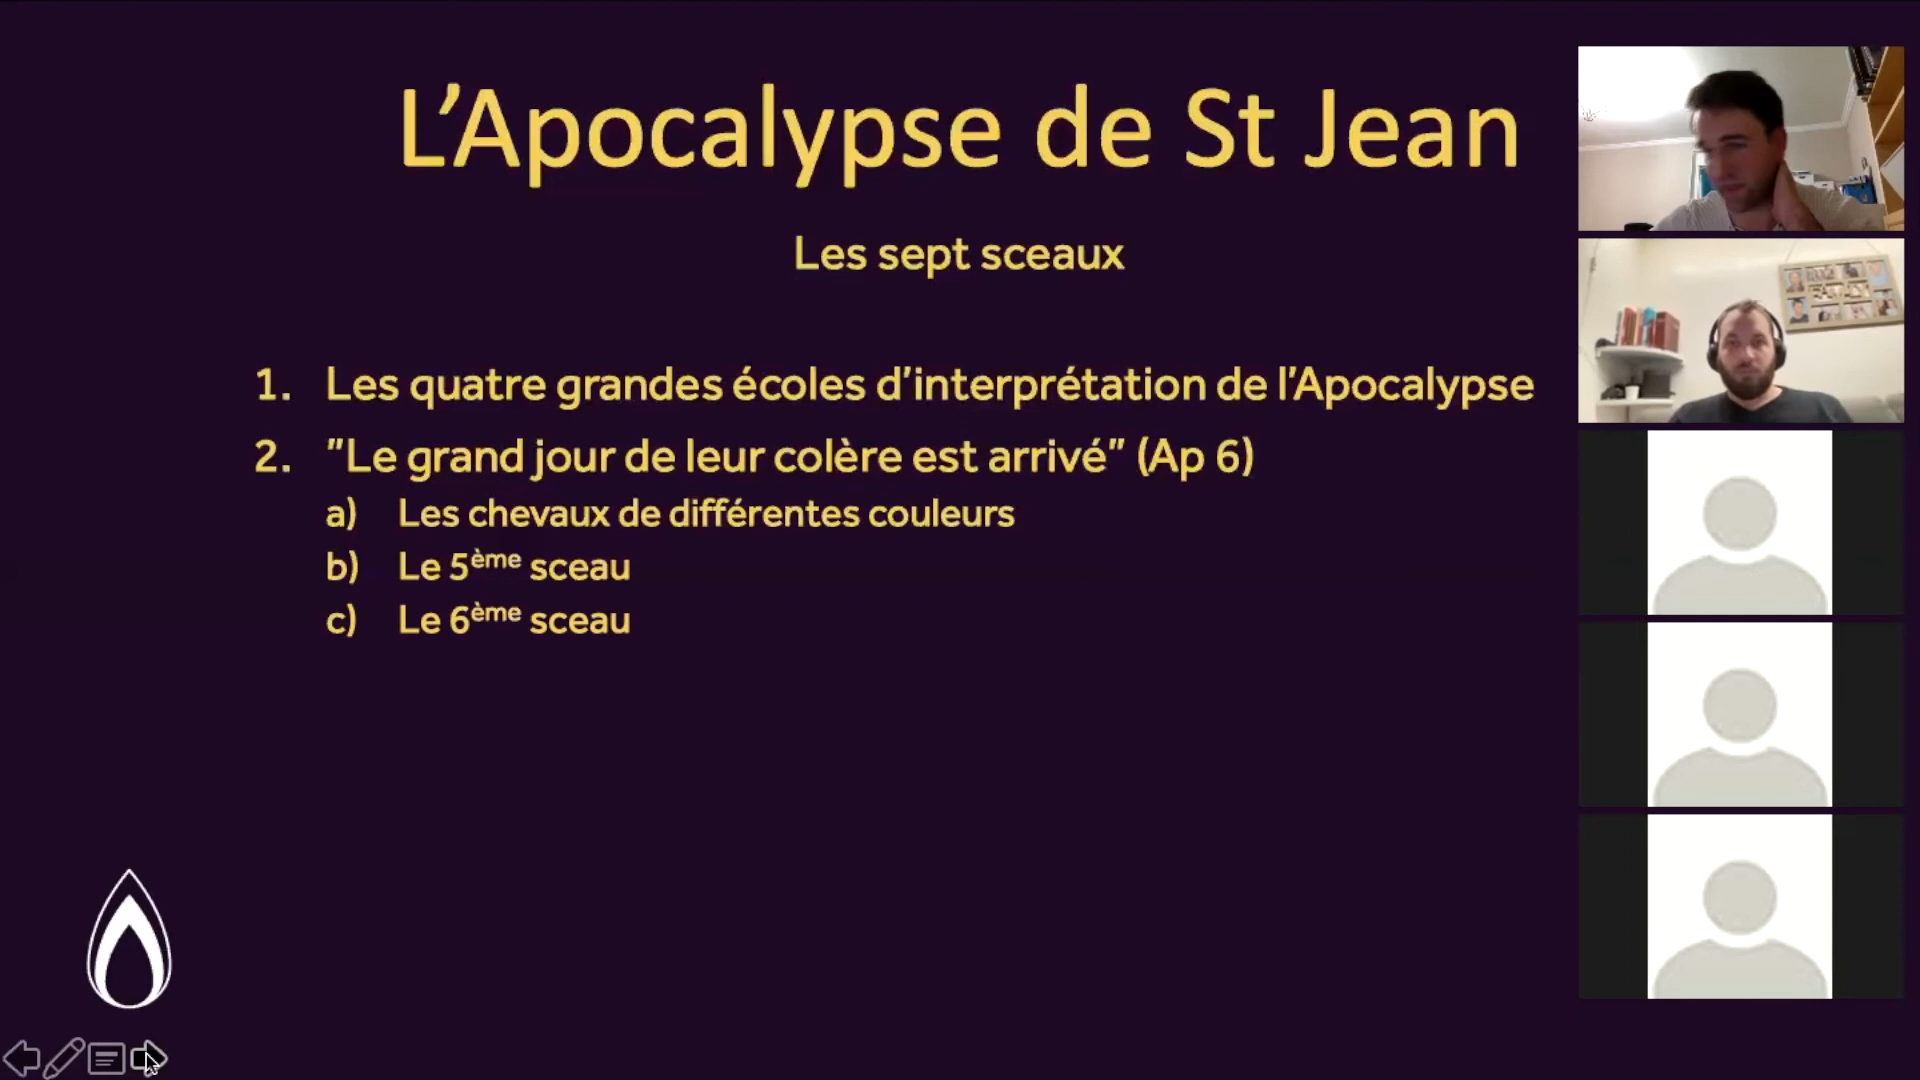 L'Apocalypse de St Jean
Les sept sceaux
1. Les quatre grandes écoles d'interprétation de l'Apocalypse
2. "Le grand jour de leur colère est arrivé" (Ap 6)
a) Les chevaux de différentes couleurs
b) Le 5ème sceau
c) Le 6ème sceau